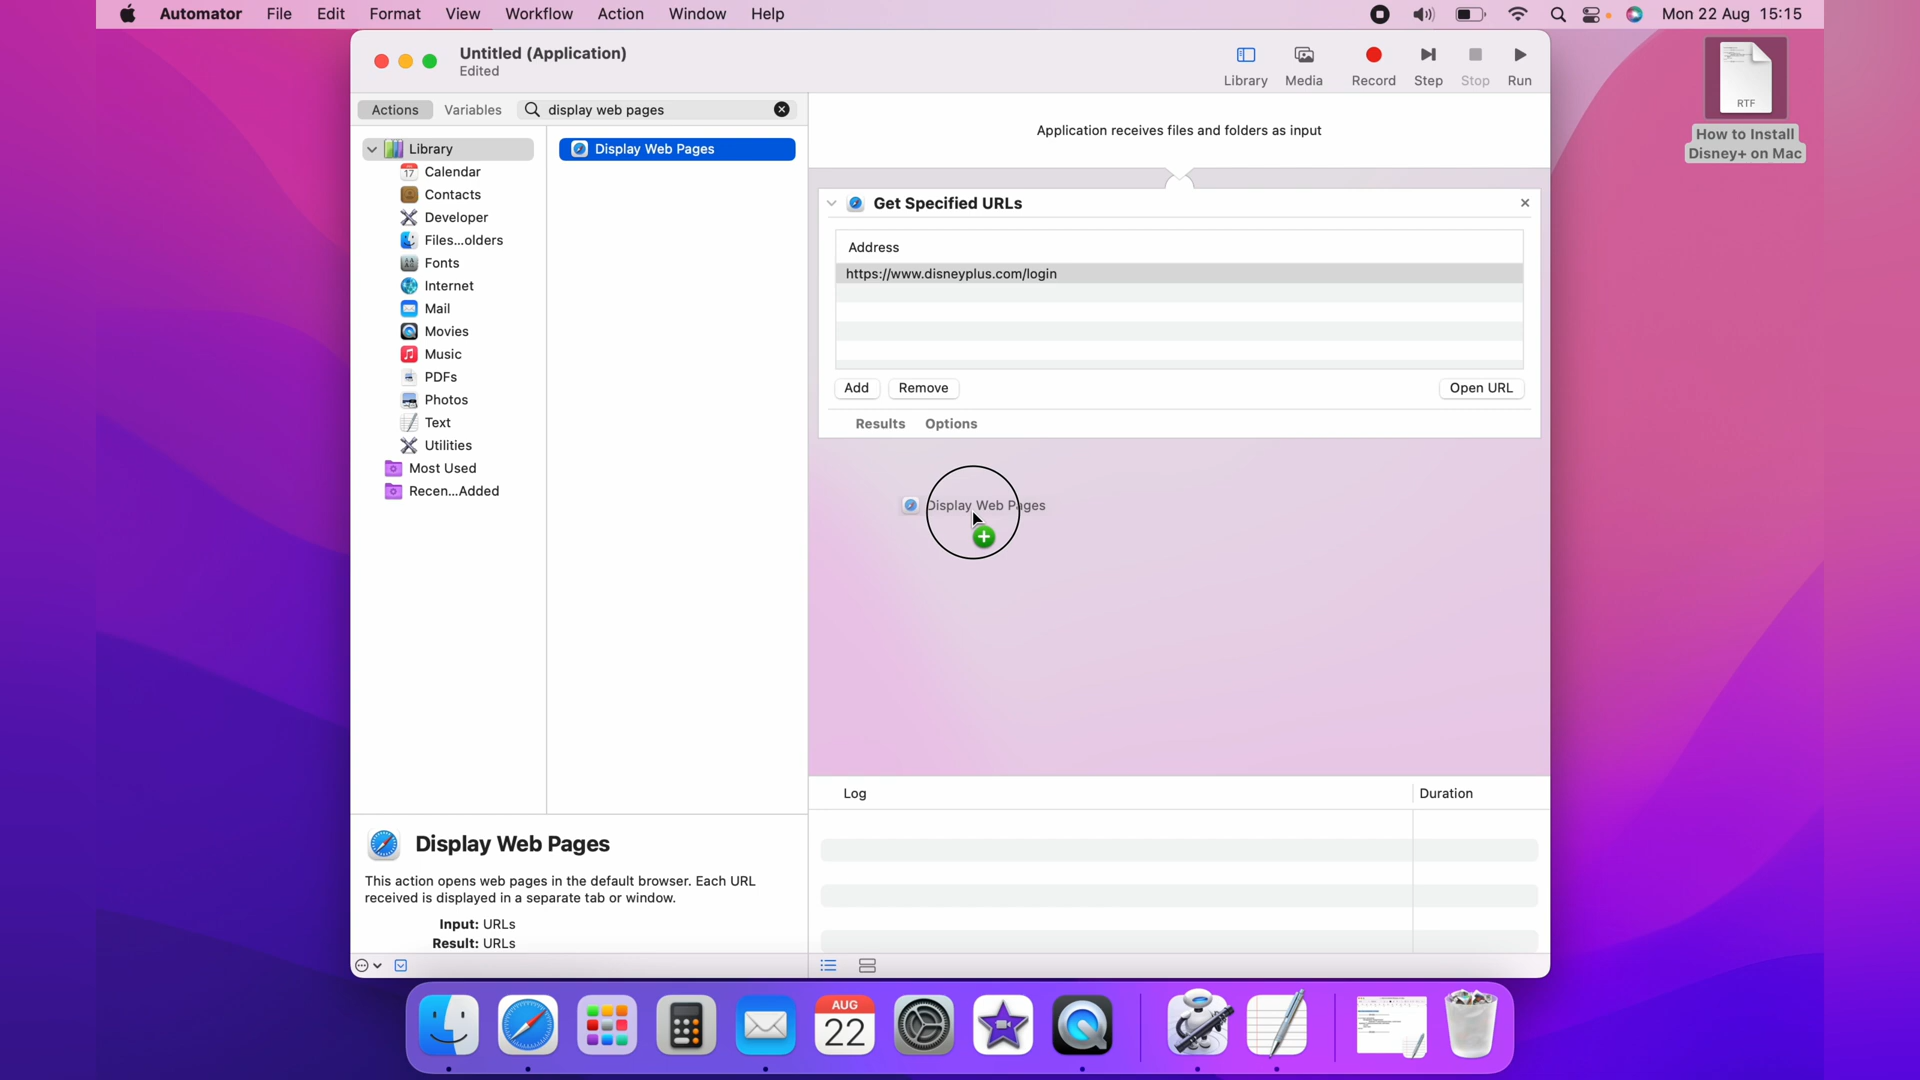 Automator File Edit Format View Workflow Action Window Help
Mon 22 Aug 15:15
Untitled (Application)
Edited
Library Media Record Step Stop Run
Actions Variables display web pages
Library
Calendar
Contacts
Developer
Files...olders
Fonts
Internet
Mail
Movies
Music
PDFs
Photos
Text
Utilities
Most Used
Recen...Added
Display Web Pages
Application receives files and folders as input
Get Specified URLs
Address
https://www.disneyplus.com/login
Add Remove Open URL
Results Options
Display Web Pages
Log Duration
Display Web Pages
This action opens web pages in the default browser. Each URL
received is displayed in a separate tab or window.
Input: URLs
Result: URLs
RTF
How to Install
Disney+ on Mac
17
AUG
22